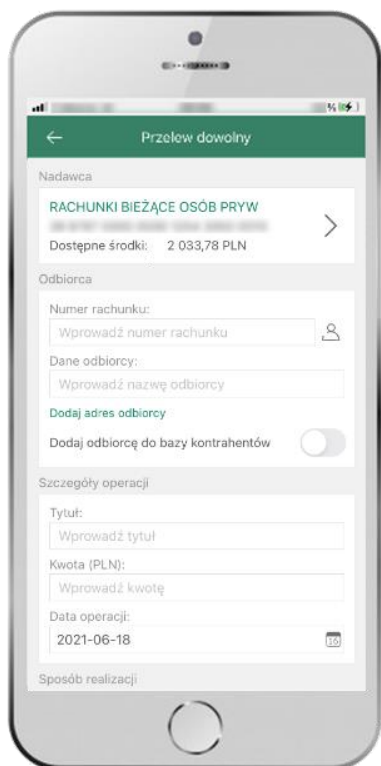 %
Przelew dowolny
Nadawca
RACHUNKI BIEŻĄCE OSÓB PRYW
Dostępne środki: 2 033,78 PLN
Odbiorca
Numer rachunku:
Wprowadź numer rachunku
Dane odbiorcy:
Wprowadź nazwę odbiorcy
Dodaj adres odbiorcy
Dodaj odbiorcę do bazy kontrahentów
Szczegóły operacji
Tytuł:
Wprowadź tytuł
Kwota (PLN):
Wprowadź kwotę
Data operacji:
2021-06-18
Sposób realizacji